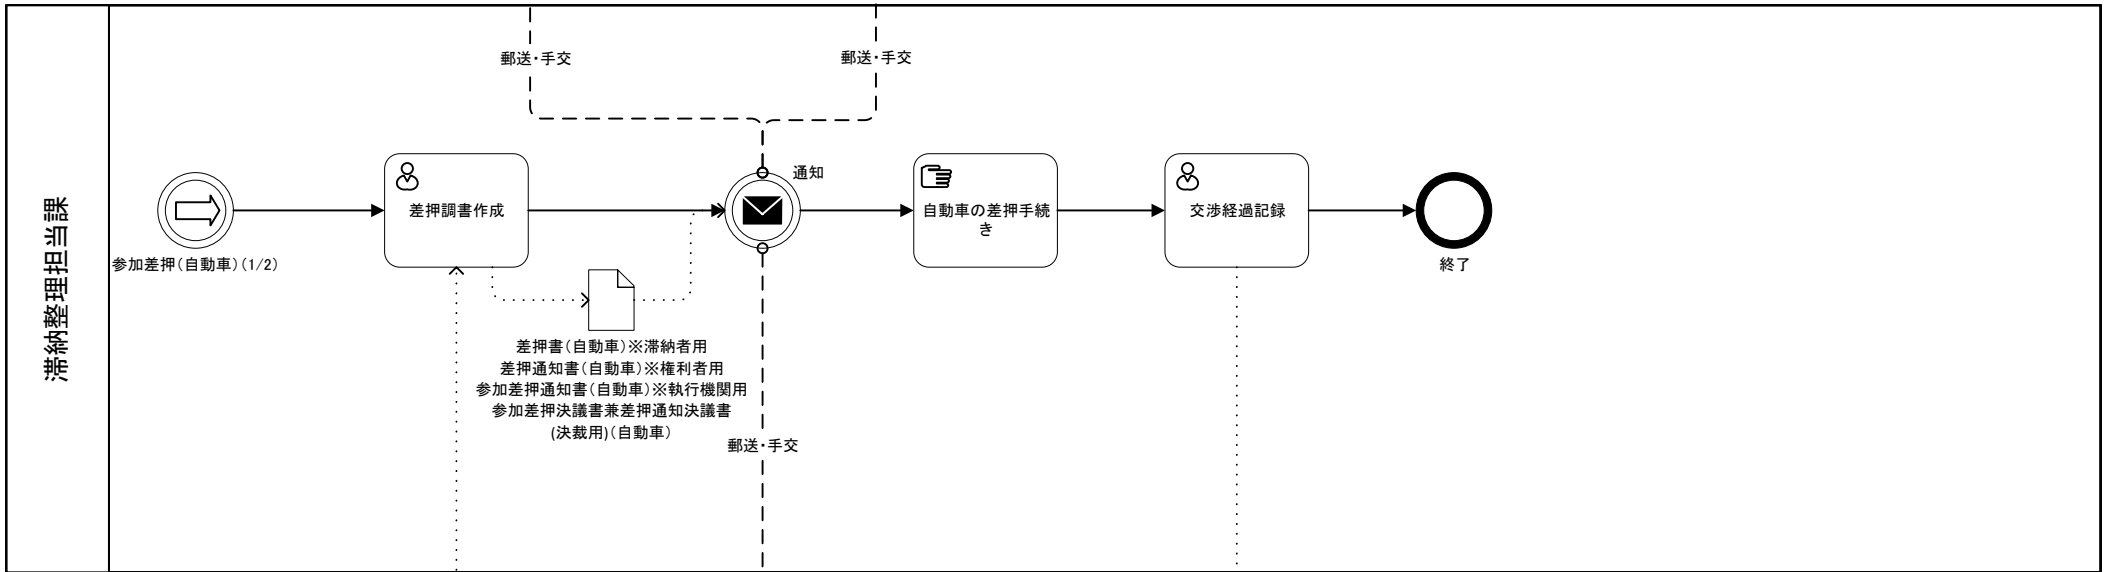 滞納整理担当課
郵送・手交
郵送・手交
通知
参加差押(自動車)(1/2)
差押調書作成
自動車の差押手続
き
交渉経過記録
終了
差押書(自動車)※滞納者用
差押通知書(自動車)※権利者用
参加差押通知書(自動車)※執行機関用
参加差押決議書兼差押通知決議書
(決裁用)(自動車)
郵送・手交